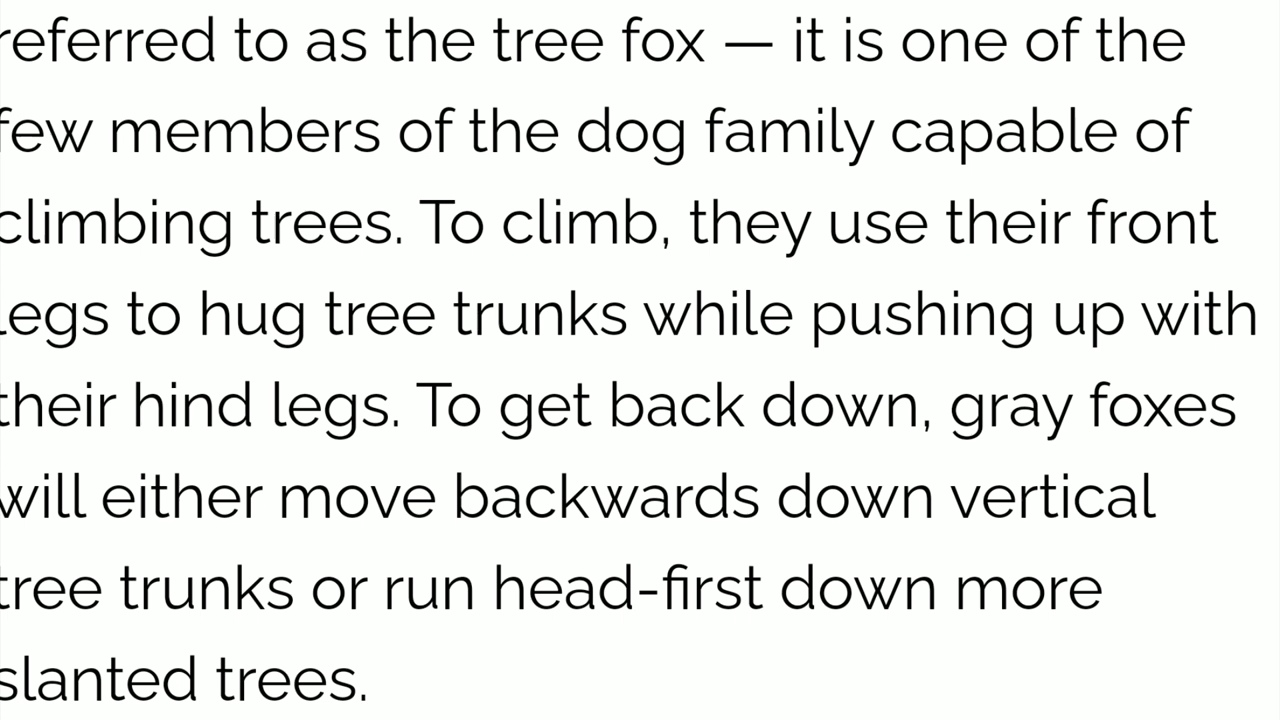 referred to as the tree fox — it is one of the
few members of the dog family capable of
climbing trees. To climb, they use their front
legs to hug tree trunks while pushing up with
their hind legs. To get back down, gray foxes
will either move backwards down vertical
tree trunks or run head-first down more
slanted trees.